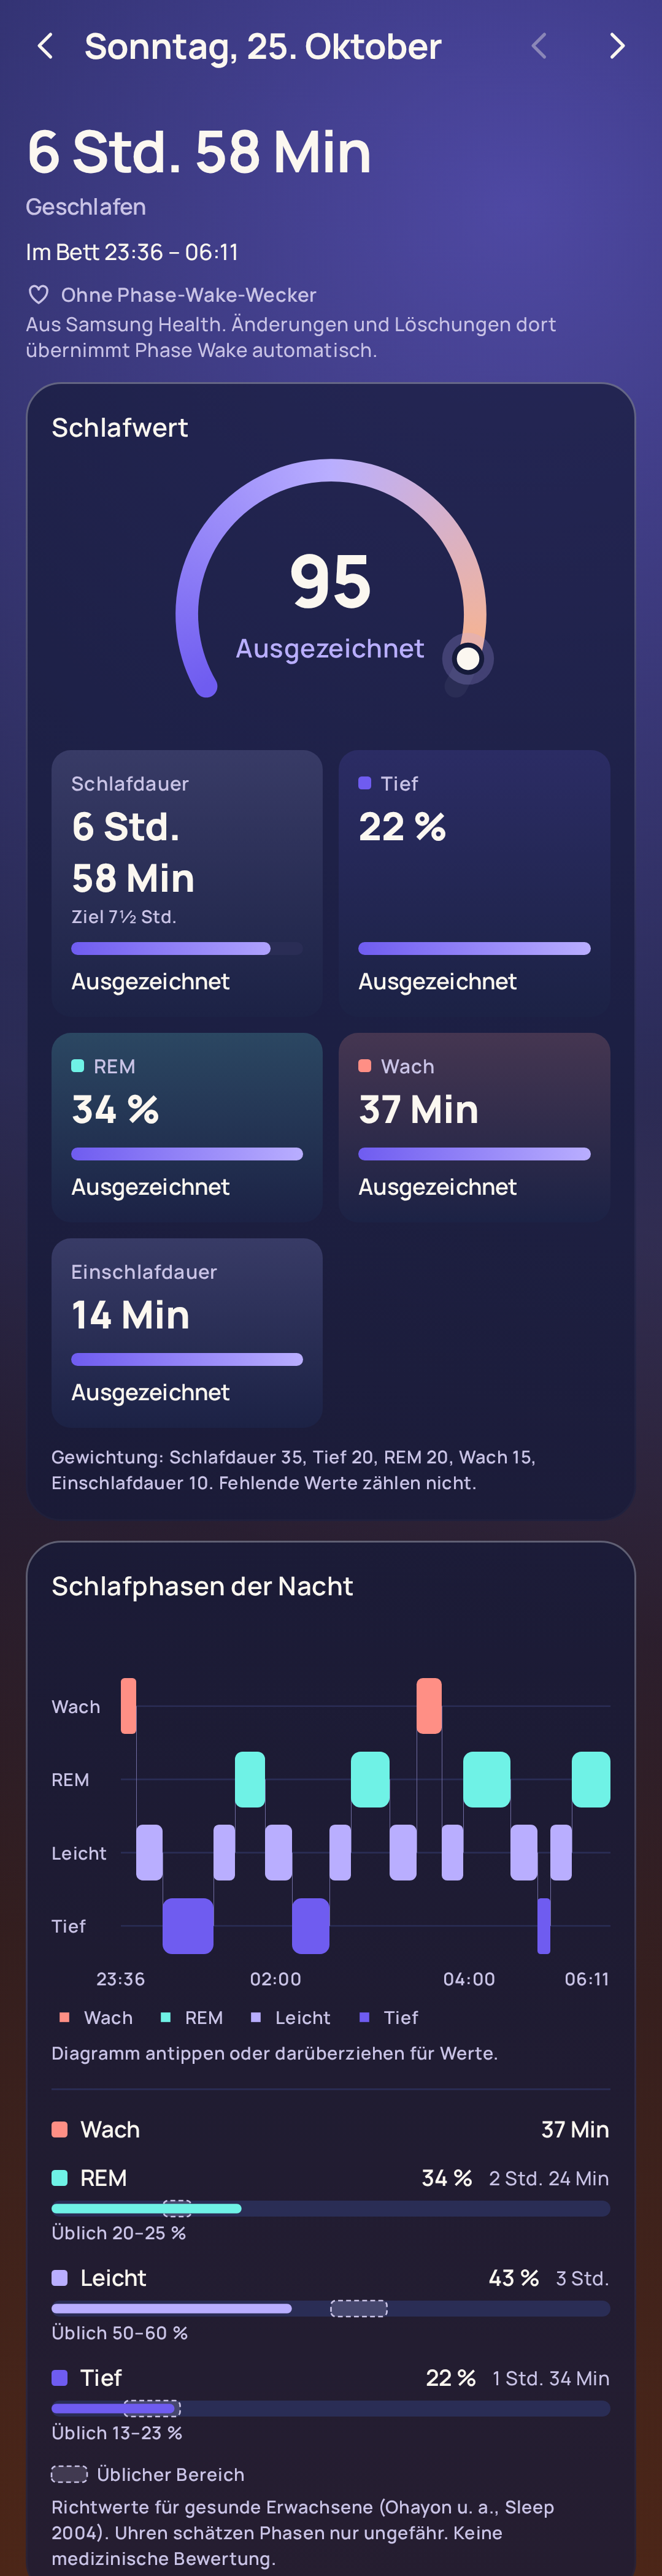 Sonntag, 25. Oktober
6 Std. 58 Min
Geschlafen
Im Bett 23:36 – 06:11
Ohne Phase-Wake-Wecker
Aus Samsung Health. Änderungen und Löschungen dort
übernimmt Phase Wake automatisch.
Schlafwert
95
Ausgezeichnet
Schlafdauer
6 Std.
58 Min
Ziel 7½ Std.
Ausgezeichnet
Tief
22 %
Ausgezeichnet
REM
34 %
Ausgezeichnet
Wach
37 Min
Ausgezeichnet
Einschlafdauer
14 Min
Ausgezeichnet
Gewichtung: Schlafdauer 35, Tief 20, REM 20, Wach 15,
Einschlafdauer 10. Fehlende Werte zählen nicht.
Schlafphasen der Nacht
Wach
REM
Leicht
Tief
23:36 02:00 04:00 06:11
Wach REM Leicht Tief
Diagramm antippen oder darüberziehen für Werte.
Wach 37 Min
REM 34 % 2 Std. 24 Min
Üblich 20–25 %
Leicht 43 % 3 Std.
Üblich 50–60 %
Tief 22 % 1 Std. 34 Min
Üblich 13–23 %
Üblicher Bereich
Richtwerte für gesunde Erwachsene (Ohayon u. a., Sleep
2004). Uhren schätzen Phasen nur ungefähr. Keine
medizinische Bewertung.